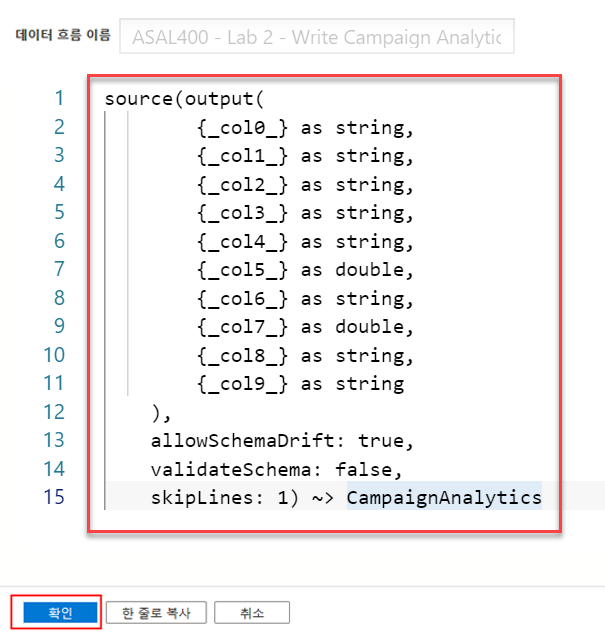 데이터 흐름 이름 ASAL400 - Lab 2 - Write Campaign Analytic
1 source(output(
2 {_col0_} as string,
3 {_col1_} as string,
4 {_col2_} as string,
5 {_col3_} as string,
6 {_col4_} as string,
7 {_col5_} as double,
8 {_col6_} as string,
9 {_col7_} as double,
10 {_col8_} as string,
11 {_col9_} as string
12 ),
13 allowSchemaDrift: true,
14 validateSchema: false,
15 skipLines: 1) ~> CampaignAnalytics
확인 한 줄로 복사 취소